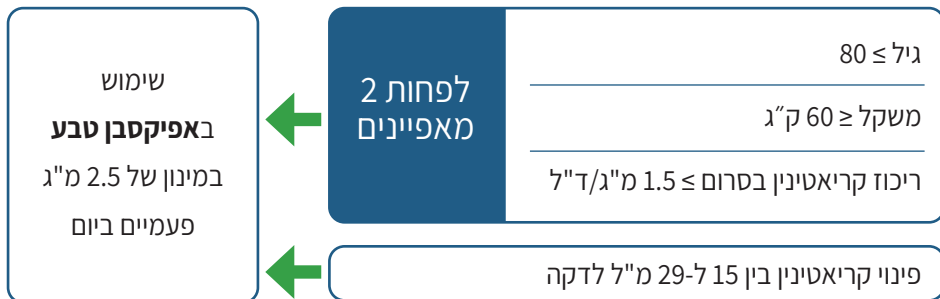 גיל ≥ 80
משקל ≤ 60 ק״ג
ריכוז קריאטינין בסרום ≥ 1.5 מ"ג/ד"ל
לפחות 2
מאפיינים
פינוי קריאטינין בין 15 ל-29 מ"ל לדקה
שימוש
באפיקסבן טבע
במינון של 2.5 מ"ג
פעמיים ביום